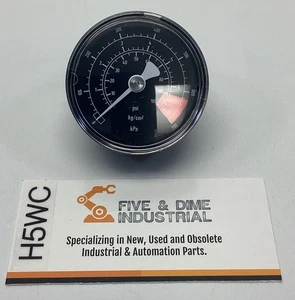 psi
kg/cm²
kPa
H5WC
FIVE & DIME
INDUSTRIAL
Specializing in New, Used and Obsolete
Industrial & Automation Parts.